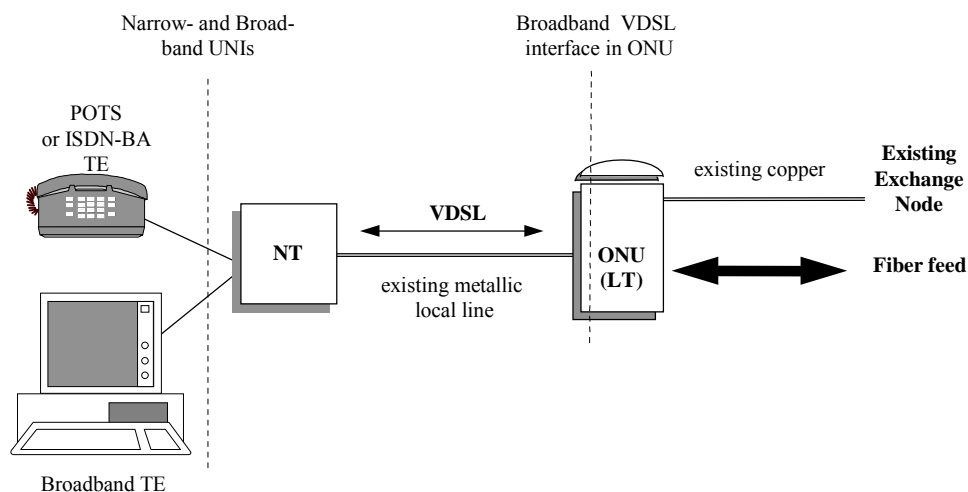 Narrow- and Broad-
band UNIs
Broadband VDSL
interface in ONU
POTS
or ISDN-BA
TE
existing copper
Existing
Exchange
Node
VDSL
NT
ONU
(LT)
Fiber feed
existing metallic
local line
Broadband TE